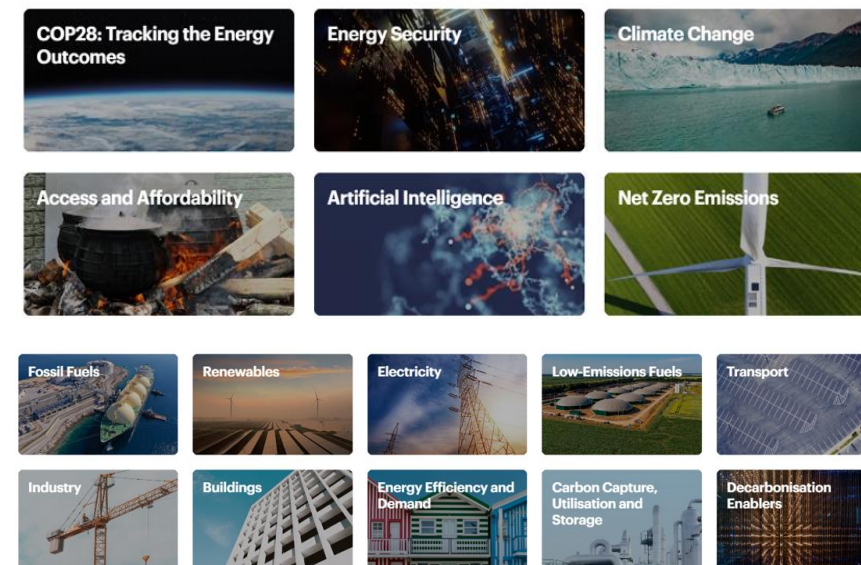 COP28: Tracking the Energy
Outcomes
Energy Security
Climate Change
Access and Affordability
Artificial Intelligence
Net Zero Emissions
Fossil Fuels
Renewables
Electricity
Low-Emissions Fuels
Transport
Industry
Buildings
Energy Efficiency and
Demand
Carbon Capture,
Utilisation and
Storage
Decarbonisation
Enablers